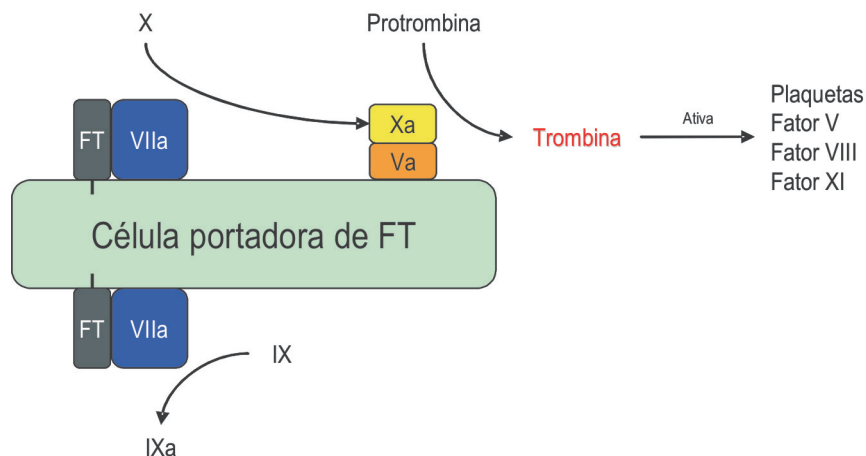 X
Protrombina
FT
VIIa
Xa
Va
Trombina
Ativa
Plaquetas
Fator V
Fator VIII
Fator XI
Célula portadora de FT
FT
VIIa
IX
IXa